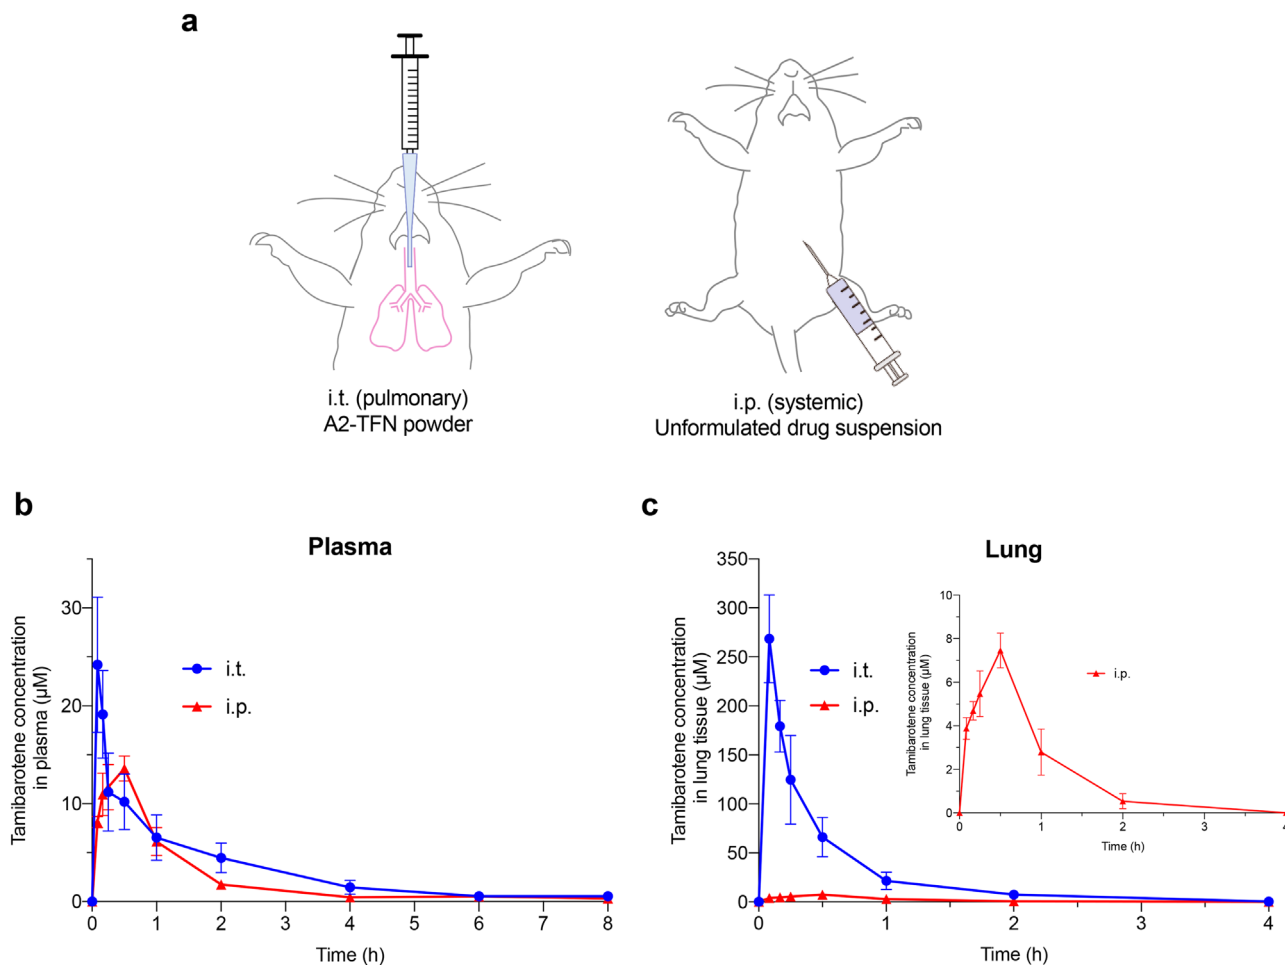 a
i.t. (pulmonary)
A2-TFN powder
i.p. (systemic)
Unformulated drug suspension
b
Plasma
Tamibarotene concentration
in plasma (µM)
30
20
10
0
i.t.
i.p.
0 1 2 3 4 5 6 7 8
Time (h)
c
Lung
Tamibarotene concentration
in lung tissue (µM)
350
300
250
200
150
100
50
0
i.t.
i.p.
0 1 2 3 4
Time (h)
Tamibarotene concentration
in lung tissue (µM)
10
8
6
4
2
0
i.p.
0 1 2 3 4
Time (h)